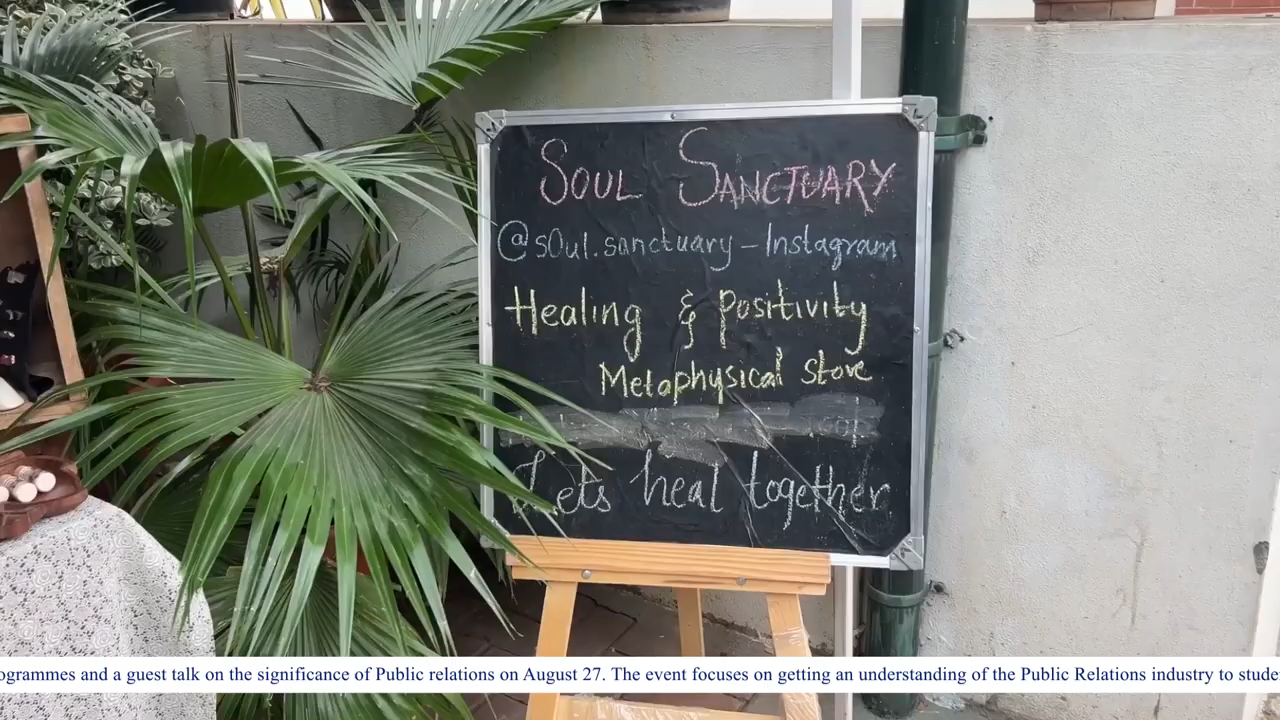 SOUL SANCTUARY
@s0ul.sanctuary – Instagram
Healing & positivity
Metaphysical store
Lets heal together
ogrammes and a guest talk on the significance of Public relations on August 27. The event focuses on getting an understanding of the Public Relations industry to stude